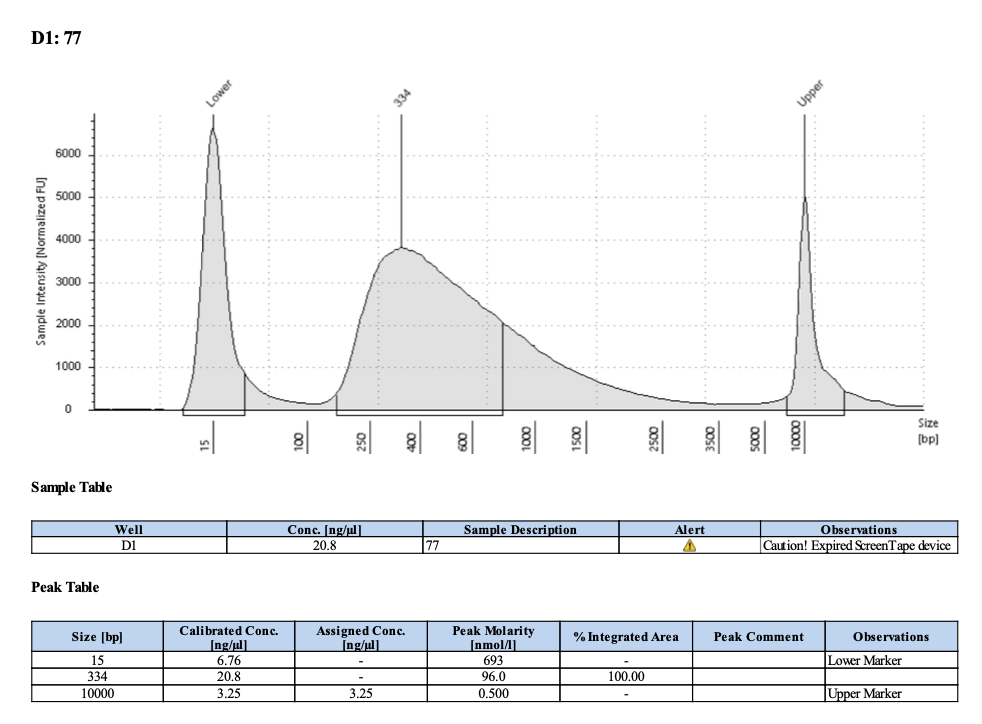 D1: 77
Lower
334
Upper
Sample Intensity [Normalized FU]
6000
5000
4000
3000
2000
1000
0
15
100
250
400
600
1000
1500
2500
3500
5000
10000
Size
[bp]
Sample Table
Well Conc. [ng/µl] Sample Description Alert Observations
D1 20.8 77 Caution! Expired ScreenTape device
Peak Table
Size [bp] Calibrated Conc. [ng/µl] Assigned Conc. [ng/µl] Peak Molarity [nmol/l] % Integrated Area Peak Comment Observations
15 6.76 - 693 - Lower Marker
334 20.8 - 96.0 100.00
10000 3.25 3.25 0.500 - Upper Marker